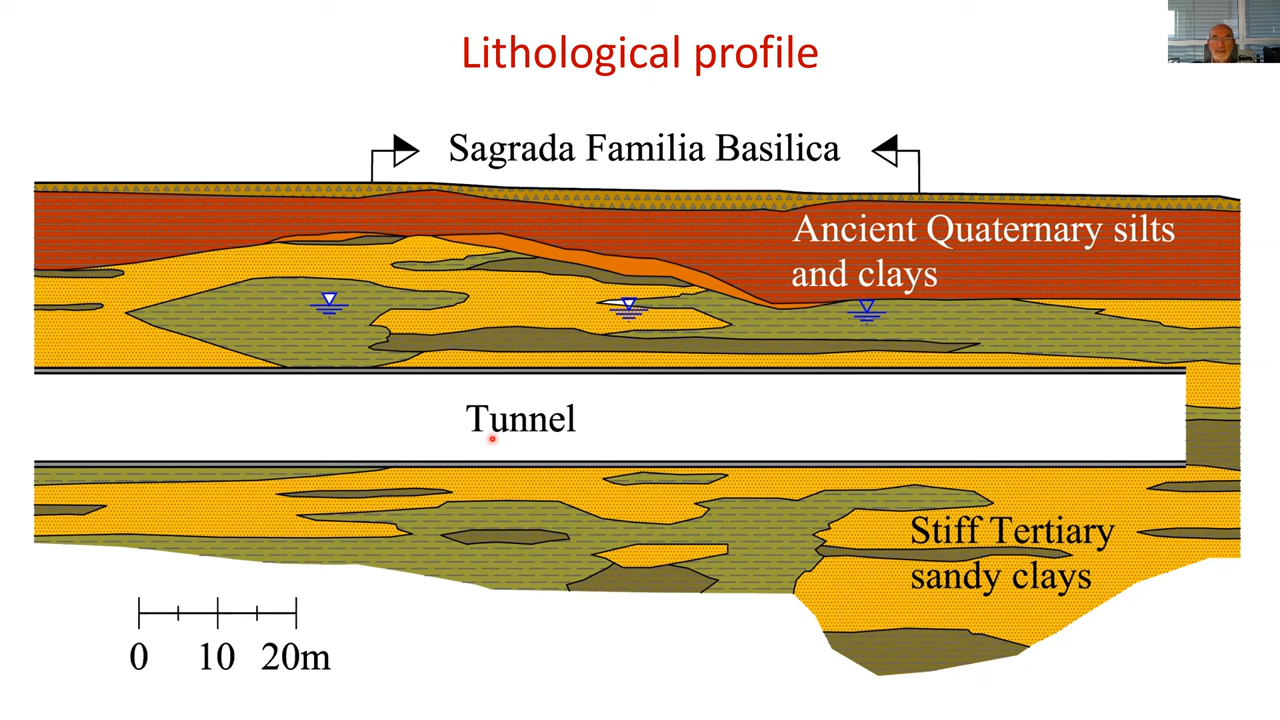 Lithological profile
Sagrada Familia Basilica
Ancient Quaternary silts
and clays
Tunnel
Stiff Tertiary
sandy clays
0 10 20m